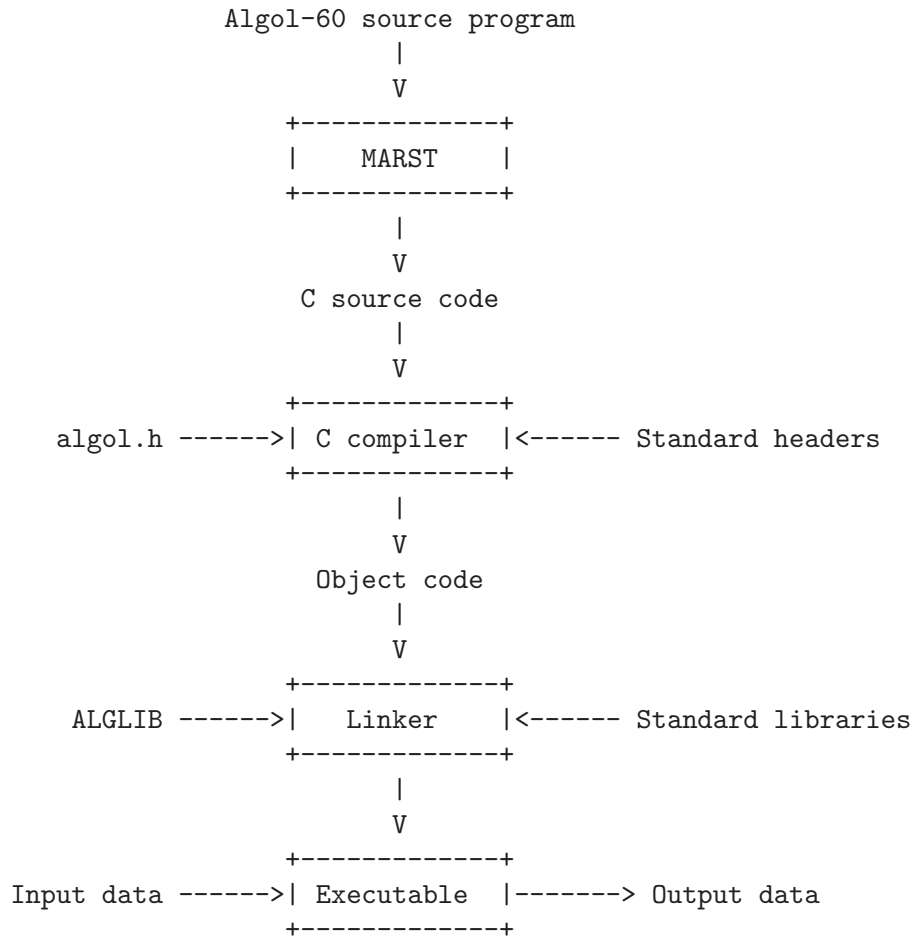 Algol-60 source program
|
V
+-------------+
| MARST |
+-------------+
|
V
C source code
|
V
+-------------+
algol.h ------>| C compiler |<------ Standard headers
+-------------+
|
V
Object code
|
V
+-------------+
ALGLIB ------>| Linker |<------ Standard libraries
+-------------+
|
V
+-------------+
Input data ------>| Executable |-------> Output data
+-------------+